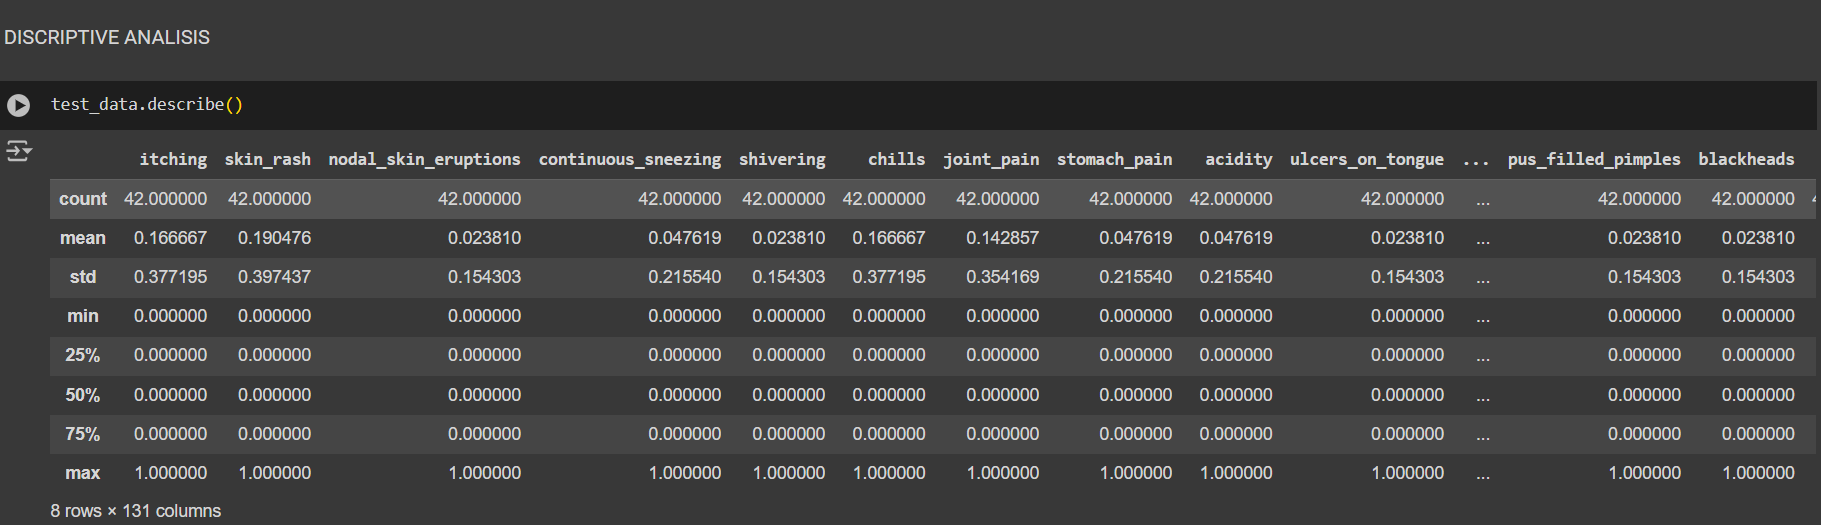 DISCRIPTIVE ANALISIS
test_data.describe()
itching skin_rash nodal_skin_eruptions continuous_sneezing shivering chills joint_pain stomach_pain acidity ulcers_on_tongue ... pus_filled_pimples blackheads
count 42.000000 42.000000 42.000000 42.000000 42.000000 42.000000 42.000000 42.000000 42.000000 42.000000 ... 42.000000 42.000000
mean 0.166667 0.190476 0.023810 0.047619 0.023810 0.166667 0.142857 0.047619 0.047619 0.023810 ... 0.023810 0.023810
std 0.377195 0.397437 0.154303 0.215540 0.154303 0.377195 0.354169 0.215540 0.215540 0.154303 ... 0.154303 0.154303
min 0.000000 0.000000 0.000000 0.000000 0.000000 0.000000 0.000000 0.000000 0.000000 0.000000 ... 0.000000 0.000000
25% 0.000000 0.000000 0.000000 0.000000 0.000000 0.000000 0.000000 0.000000 0.000000 0.000000 ... 0.000000 0.000000
50% 0.000000 0.000000 0.000000 0.000000 0.000000 0.000000 0.000000 0.000000 0.000000 0.000000 ... 0.000000 0.000000
75% 0.000000 0.000000 0.000000 0.000000 0.000000 0.000000 0.000000 0.000000 0.000000 0.000000 ... 0.000000 0.000000
max 1.000000 1.000000 1.000000 1.000000 1.000000 1.000000 1.000000 1.000000 1.000000 1.000000 ... 1.000000 1.000000
8 rows × 131 columns